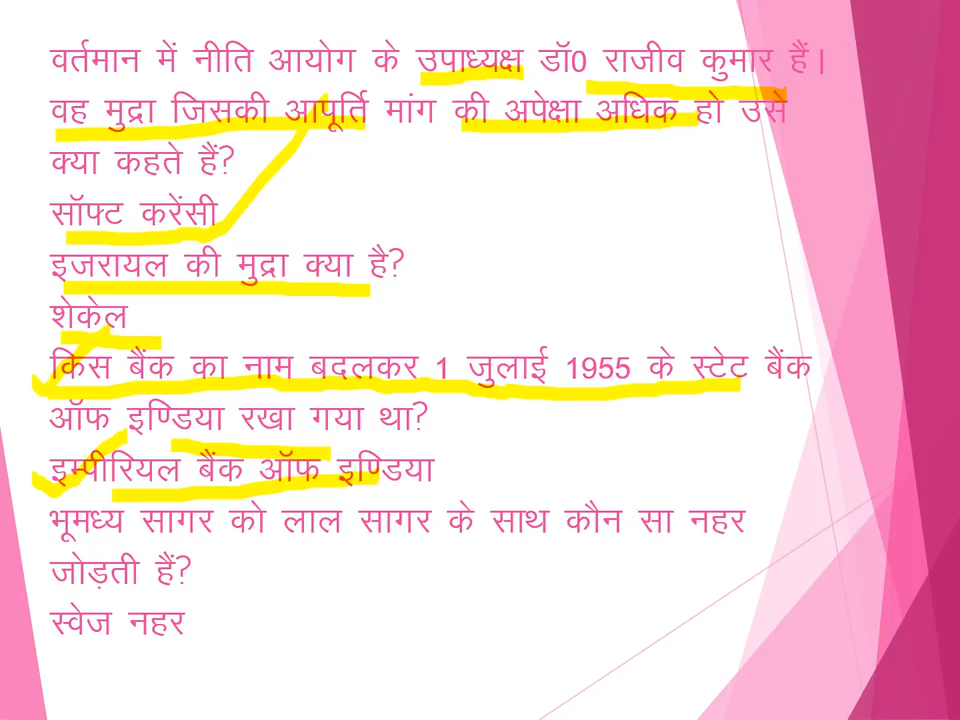 वर्तमान में नीति आयोग के उपाध्यक्ष डॉ0 राजीव कुमार हैं।
वह मुद्रा जिसकी आपूर्ति मांग की अपेक्षा अधिक हो उसे
क्या कहते हैं?
सॉफ्ट करेंसी
इजरायल की मुद्रा क्या है?
शेकेल
किस बैंक का नाम बदलकर 1 जुलाई 1955 के स्टेट बैंक
ऑफ इण्डिया रखा गया था?
इम्पीरियल बैंक ऑफ इण्डिया
भूमध्य सागर को लाल सागर के साथ कौन सा नहर
जोड़ती हैं?
स्वेज नहर